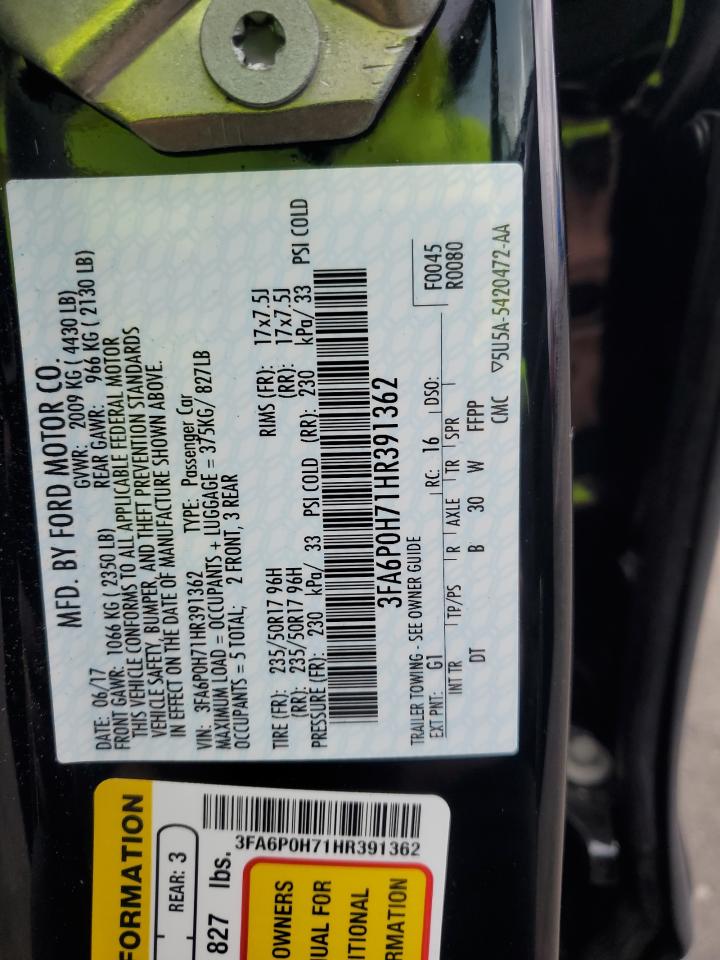 MFD. BY FORD MOTOR CO.
DATE: 06/17 GVWR: 2009 KG ( 4430 LB)
FRONT GAWR: 1066 KG ( 2350 LB) REAR GAWR: 966 KG ( 2130 LB)
THIS VEHICLE CONFORMS TO ALL APPLICABLE FEDERAL MOTOR
VEHICLE SAFETY, BUMPER, AND THEFT PREVENTION STANDARDS
IN EFFECT ON THE DATE OF MANUFACTURE SHOWN ABOVE.
VIN: 3FA6P0H71HR391362 TYPE: Passenger Car
MAXIMUM LOAD = OCCUPANTS + LUGGAGE = 375KG/ 827LB
OCCUPANTS = 5 TOTAL; 2 FRONT, 3 REAR
TIRE (FR): 235/50R17 96H RIMS (FR): 17x7.5J
(RR): 235/50R17 96H (RR): 17x7.5J
PRESSURE (FR): 230 kPa/ 33 PSI COLD (RR): 230 kPa/ 33 PSI COLD
3FA6P0H71HR391362
TRAILER TOWING - SEE OWNER GUIDE F0045
EXT PNT: G1 RC: 16 DSO: R0080
INT TR TP/PS R AXLE TR SPR
DT B 30 W FFPP
CMC ▽5U5A-5420472-AA
FORMATION
REAR: 3
827 lbs.
3FA6P0H71HR391362
OWNERS
UAL FOR
ITIONAL
RMATION